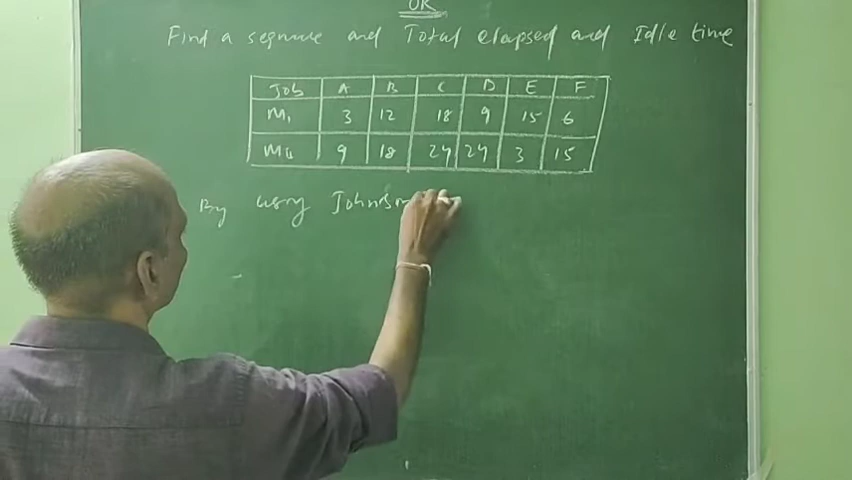 OR
Find a sequence and Total elapsed and Idle time
Job A B C D E F
M₁ 3 12 18 9 15 6
M₂ 9 18 24 24 3 15
By using Johnson